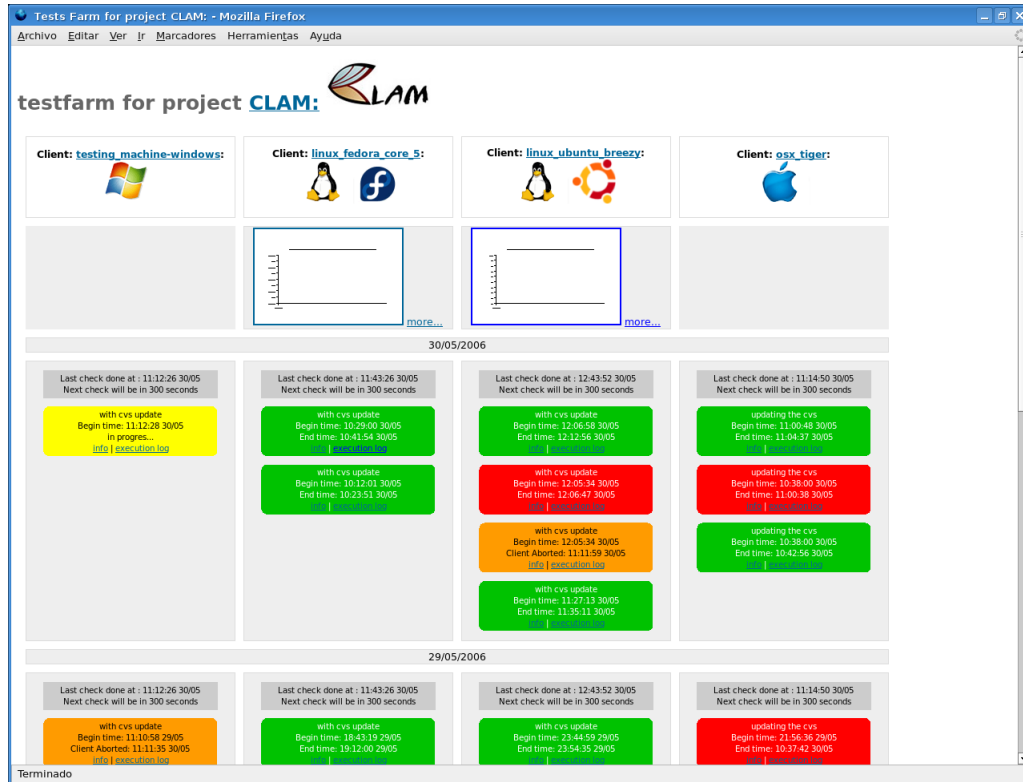 Tests Farm for project CLAM: - Mozilla Firefox
Archivo Editar Ver Ir Marcadores Herramientas Ayuda
testfarm for project CLAM:
CLAM
Client: testing_machine-windows:
Client: linux_fedora_core_5:
Client: linux_ubuntu_breezy:
Client: osx_tiger:
more...
more...
30/05/2006
Last check done at : 11:12:26 30/05
Next check will be in 300 seconds
with cvs update
Begin time: 11:12:28 30/05
in progres...
info | execution log
Last check done at : 11:43:26 30/05
Next check will be in 300 seconds
with cvs update
Begin time: 10:29:00 30/05
End time: 10:41:54 30/05
info | execution log
with cvs update
Begin time: 10:12:01 30/05
End time: 10:23:51 30/05
info | execution log
Last check done at : 12:43:52 30/05
Next check will be in 300 seconds
with cvs update
Begin time: 12:06:58 30/05
End time: 12:12:56 30/05
info | execution log
with cvs update
Begin time: 12:05:34 30/05
End time: 12:06:47 30/05
info | execution log
with cvs update
Begin time: 12:05:34 30/05
Client Aborted: 11:11:59 30/05
info | execution log
with cvs update
Begin time: 11:27:13 30/05
End time: 11:35:11 30/05
info | execution log
Last check done at : 11:14:50 30/05
Next check will be in 300 seconds
updating the cvs
Begin time: 11:00:48 30/05
End time: 11:04:37 30/05
info | execution log
updating the cvs
Begin time: 10:38:00 30/05
End time: 11:00:38 30/05
info | execution log
updating the cvs
Begin time: 10:38:00 30/05
End time: 10:42:56 30/05
info | execution log
29/05/2006
Last check done at : 11:12:26 30/05
Next check will be in 300 seconds
with cvs update
Begin time: 11:10:58 29/05
Client Aborted: 11:11:35 30/05
info | execution log
Last check done at : 11:43:26 30/05
Next check will be in 300 seconds
with cvs update
Begin time: 18:43:19 29/05
End time: 19:12:00 29/05
info | execution log
Last check done at : 12:43:52 30/05
Next check will be in 300 seconds
with cvs update
Begin time: 23:44:59 29/05
End time: 23:54:35 29/05
info | execution log
Last check done at : 11:14:50 30/05
Next check will be in 300 seconds
updating the cvs
Begin time: 21:56:36 29/05
End time: 10:37:42 30/05
info | execution log
Terminado